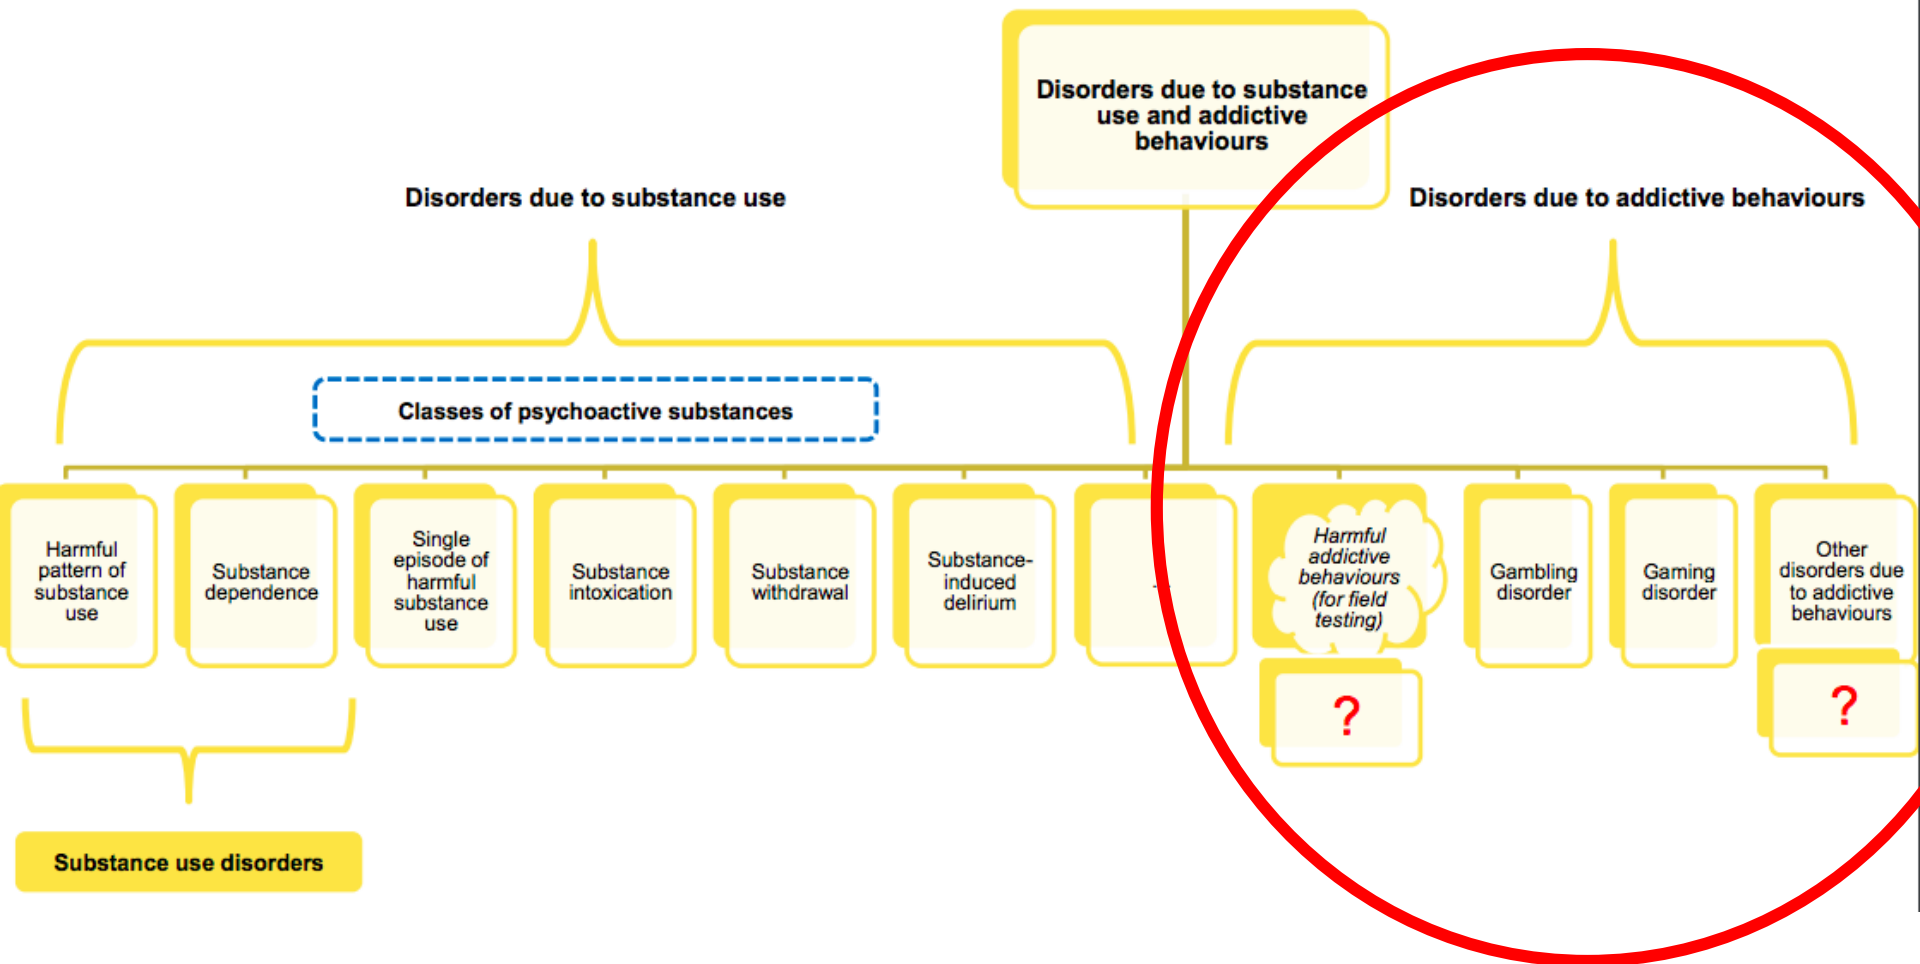 Disorders due to substance
use and addictive
behaviours
Disorders due to substance use
Disorders due to addictive behaviours
Classes of psychoactive substances
Harmful
pattern of
substance
use
Substance
dependence
Single
episode of
harmful
substance
use
Substance
intoxication
Substance
withdrawal
Substance-
induced
delirium
...
Harmful
addictive
behaviours
(for field
testing)
Gambling
disorder
Gaming
disorder
Other
disorders due
to addictive
behaviours
?
?
Substance use disorders